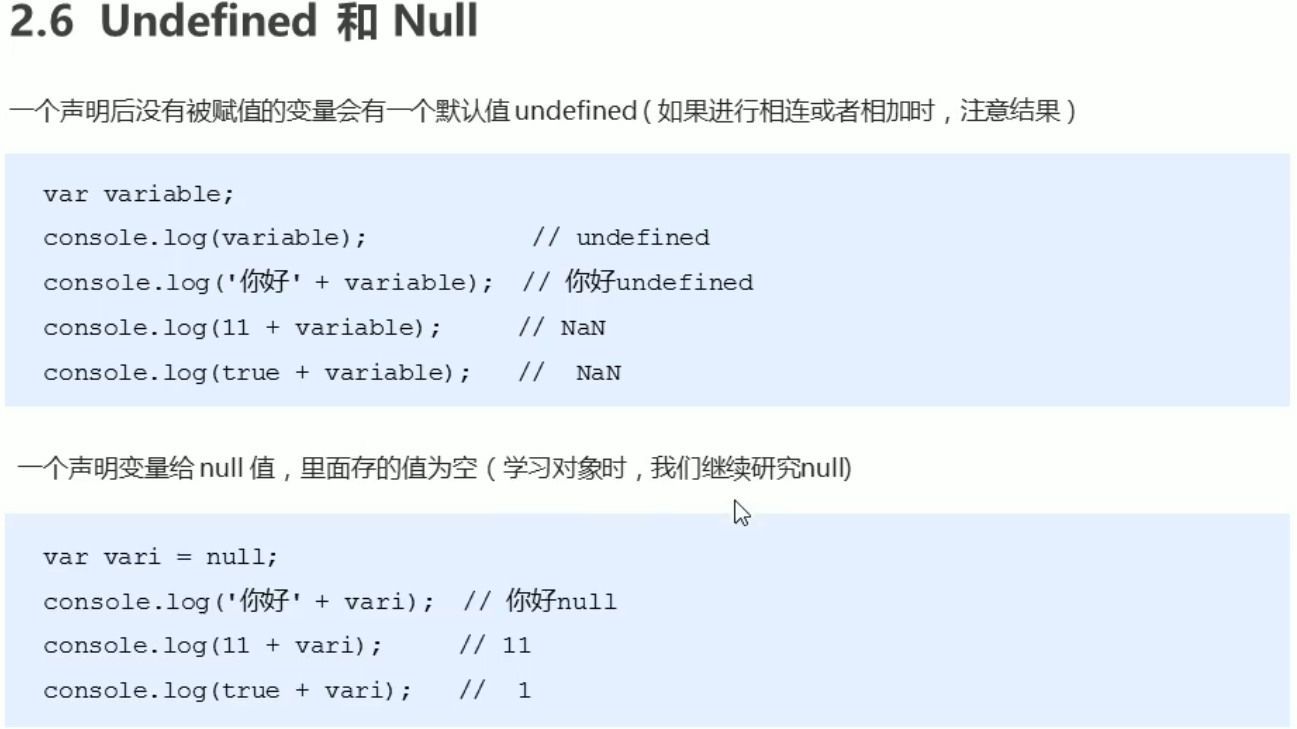 2.6 Undefined 和 Null
一个声明后没有被赋值的变量会有一个默认值 undefined ( 如果进行相连或者相加时，注意结果 )
var variable;
console.log(variable); // undefined
console.log('你好' + variable); // 你好undefined
console.log(11 + variable); // NaN
console.log(true + variable); // NaN
一个声明变量给 null 值，里面存的值为空 ( 学习对象时，我们继续研究null)
var vari = null;
console.log('你好' + vari); // 你好null
console.log(11 + vari); // 11
console.log(true + vari); // 1